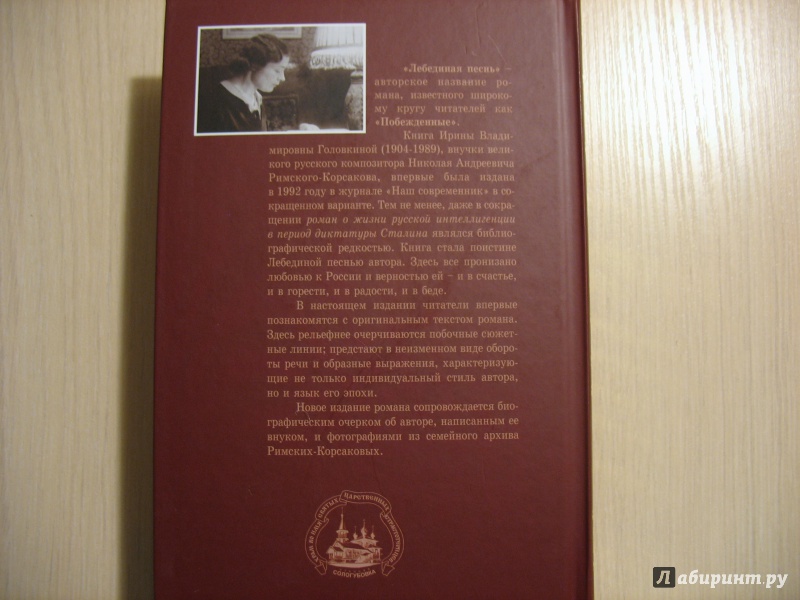 «Лебединая песнь» –
авторское название ро-
мана, известного широко-
му кругу читателей как
«Побежденные».
Книга Ирины Влади-
мировны Головкиной (1904-1989), внучки вели-
кого русского композитора Николая Андреевича
Римского-Корсакова, впервые была издана
в 1992 году в журнале «Наш современник» в со-
кращенном варианте. Тем не менее, даже в сокра-
щении роман о жизни русской интеллигенции
в период диктатуры Сталина являлся библио-
графической редкостью. Книга стала поистине
Лебединой песнью автора. Здесь все пронизано
любовью к России и верностью ей – и в счастье,
и в горести, и в радости, и в беде.
В настоящем издании читатели впервые
познакомятся с оригинальным текстом романа.
Здесь рельефнее очерчиваются побочные сюжет-
ные линии; предстают в неизменном виде оборо-
ты речи и образные выражения, характеризую-
щие не только индивидуальный стиль автора,
но и язык его эпохи.
Новое издание романа сопровождается био-
графическим очерком об авторе, написанным ее
внуком, и фотографиями из семейного архива
Римских-Корсаковых.
СВЯТЫХ ЦАРСТВЕННЫХ
СОЛОГУБОВКА
Лабиринт.ру